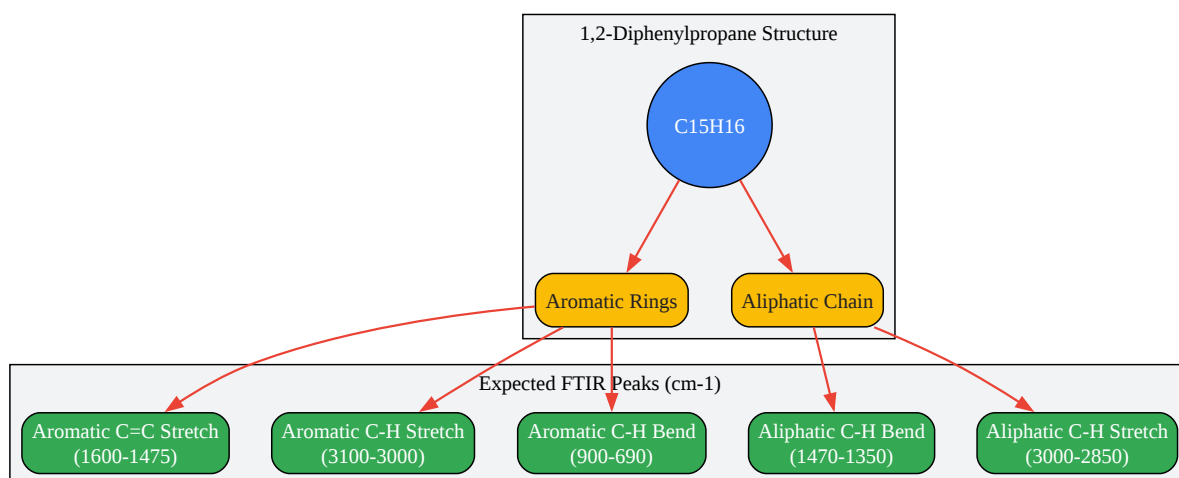 1,2-Diphenylpropane Structure
C15H16
Aromatic Rings
Aliphatic Chain
Expected FTIR Peaks (cm-1)
Aromatic C=C Stretch
(1600-1475)
Aromatic C-H Stretch
(3100-3000)
Aromatic C-H Bend
(900-690)
Aliphatic C-H Bend
(1470-1350)
Aliphatic C-H Stretch
(3000-2850)